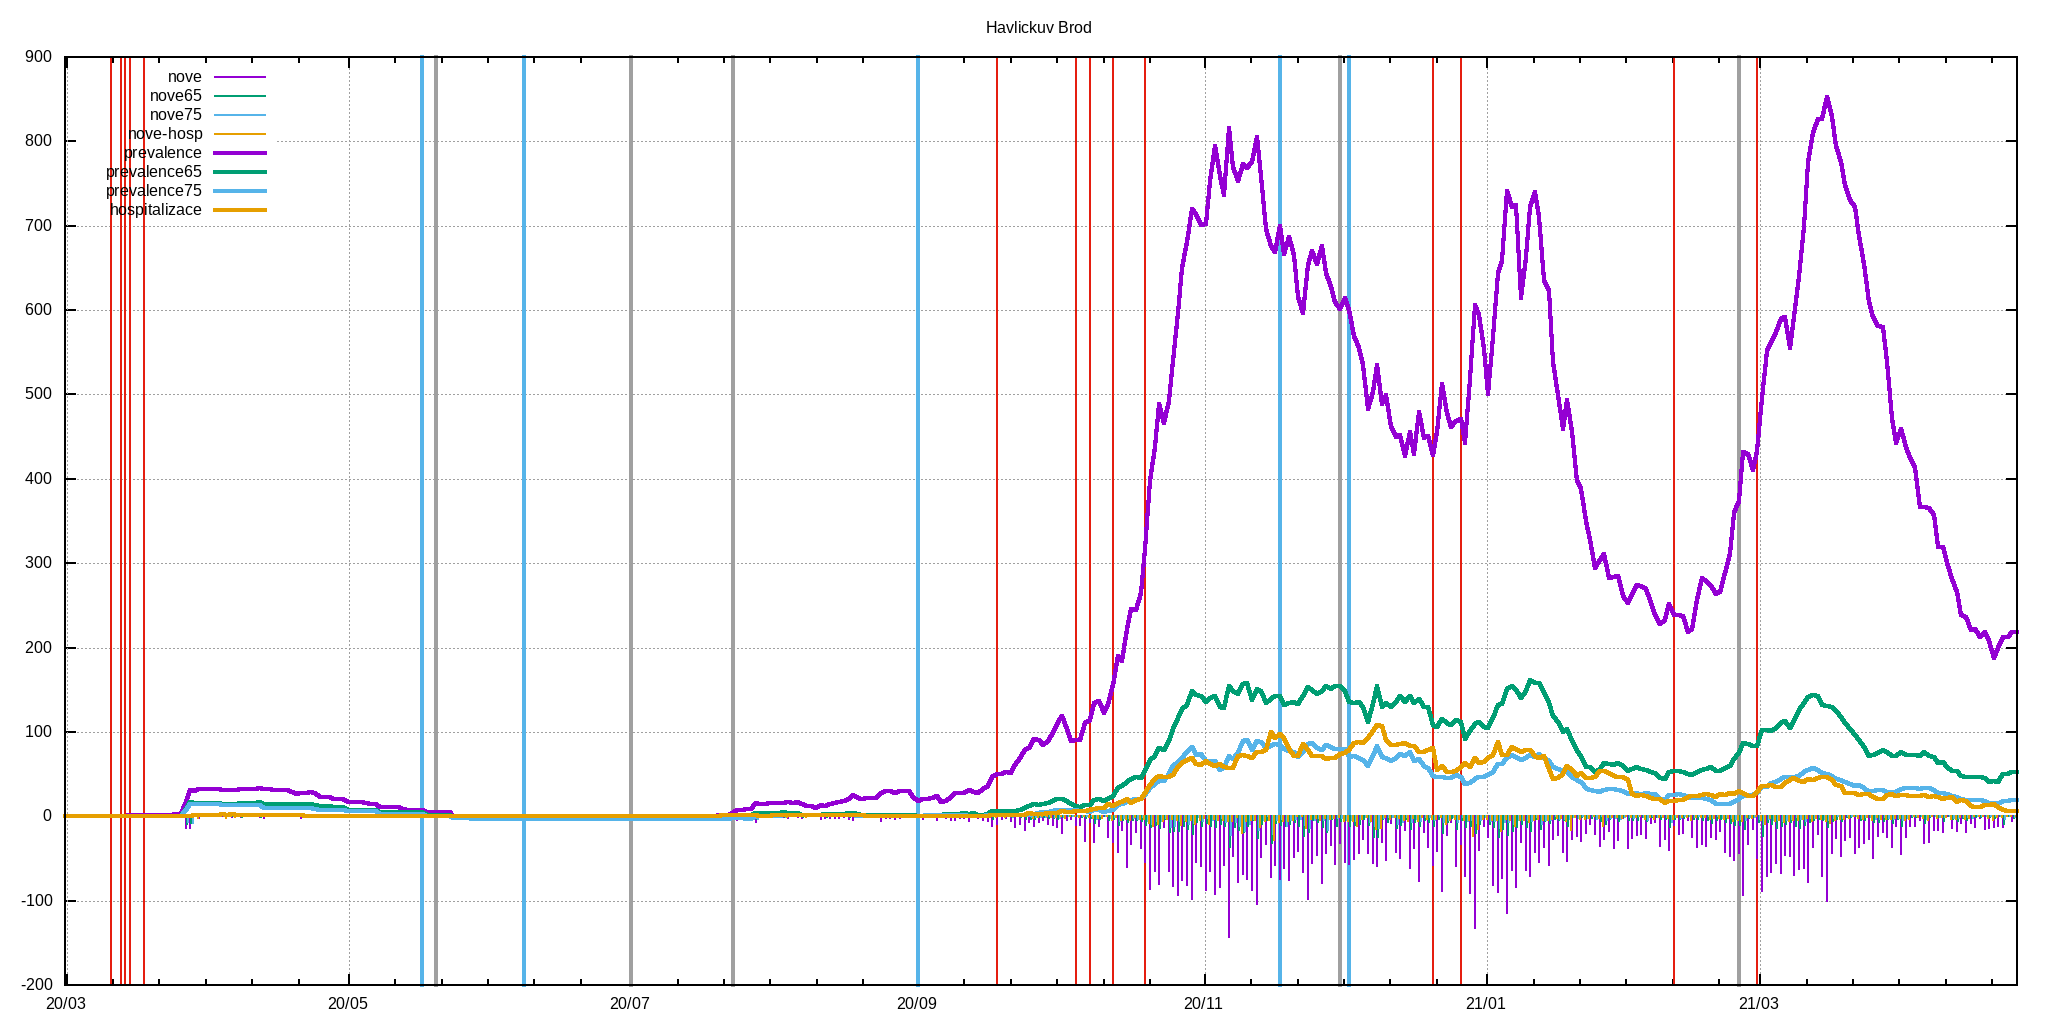 Havlickuv Brod
900
800
700
600
500
400
300
200
100
0
-100
-200
nove
nove65
nove75
nove-hosp
prevalence
prevalence65
prevalence75
hospitalizace
20/03 20/05 20/07 20/09 20/11 21/01 21/03